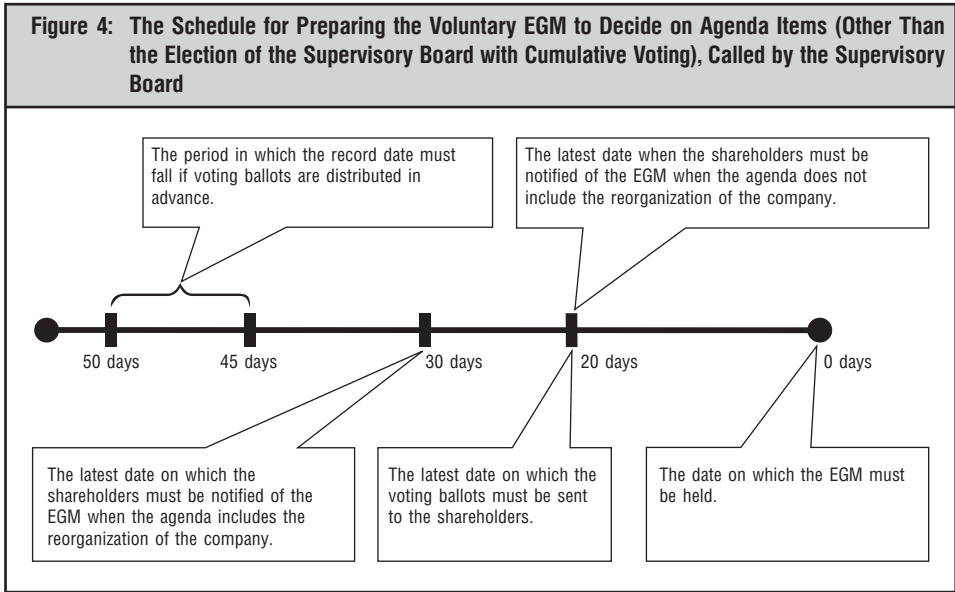 Figure 4: The Schedule for Preparing the Voluntary EGM to Decide on Agenda Items (Other Than
the Election of the Supervisory Board with Cumulative Voting), Called by the Supervisory
Board
The period in which the record date must
fall if voting ballots are distributed in
advance.
The latest date when the shareholders must be
notified of the EGM when the agenda does not
include the reorganization of the company.
50 days
45 days
30 days
20 days
0 days
The latest date on which the
shareholders must be notified of the
EGM when the agenda includes the
reorganization of the company.
The latest date on which the
voting ballots must be sent
to the shareholders.
The date on which the EGM must
be held.